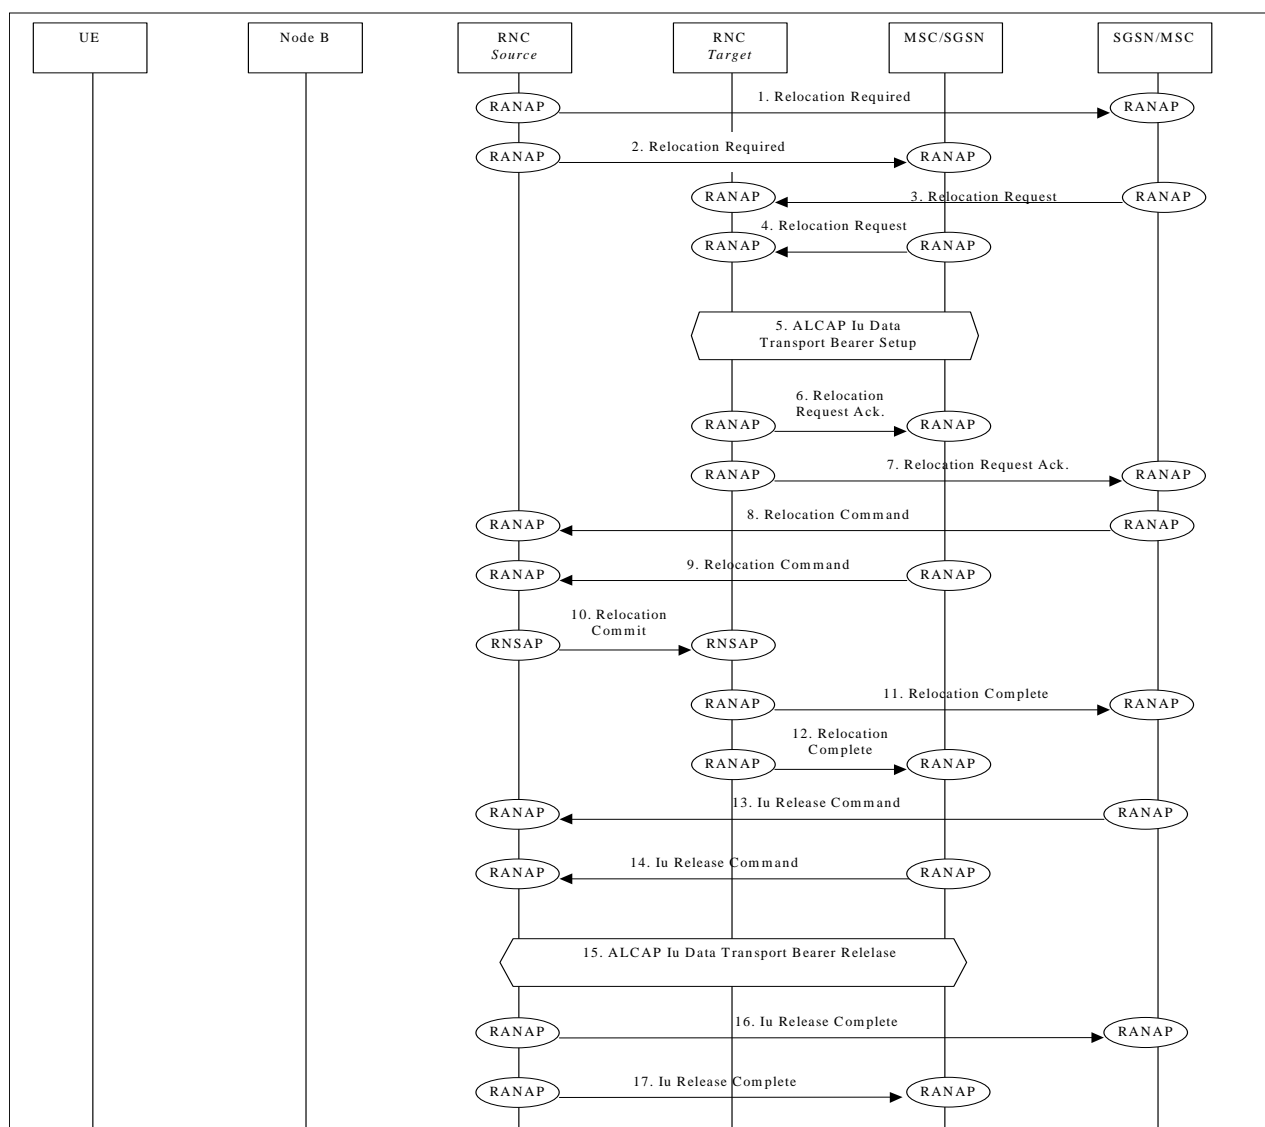 UE
Node B
RNC
Source
RNC
Target
MSC/SGSN
SGSN/MSC
1. Relocation Required
RANAP
RANAP
2. Relocation Required
RANAP
RANAP
RANAP
3. Relocation Request
RANAP
4. Relocation Request
RANAP
RANAP
5. ALCAP Iu Data
Transport Bearer Setup
6. Relocation
Request Ack.
RANAP
RANAP
7. Relocation Request Ack.
RANAP
RANAP
8. Relocation Command
RANAP
RANAP
9. Relocation Command
RANAP
RANAP
10. Relocation
Commit
RNSAP
RNSAP
11. Relocation Complete
RANAP
RANAP
12. Relocation
Complete
RANAP
RANAP
13. Iu Release Command
RANAP
RANAP
14. Iu Release Command
RANAP
RANAP
15. ALCAP Iu Data Transport Bearer Relelase
16. Iu Release Complete
RANAP
RANAP
17. Iu Release Complete
RANAP
RANAP